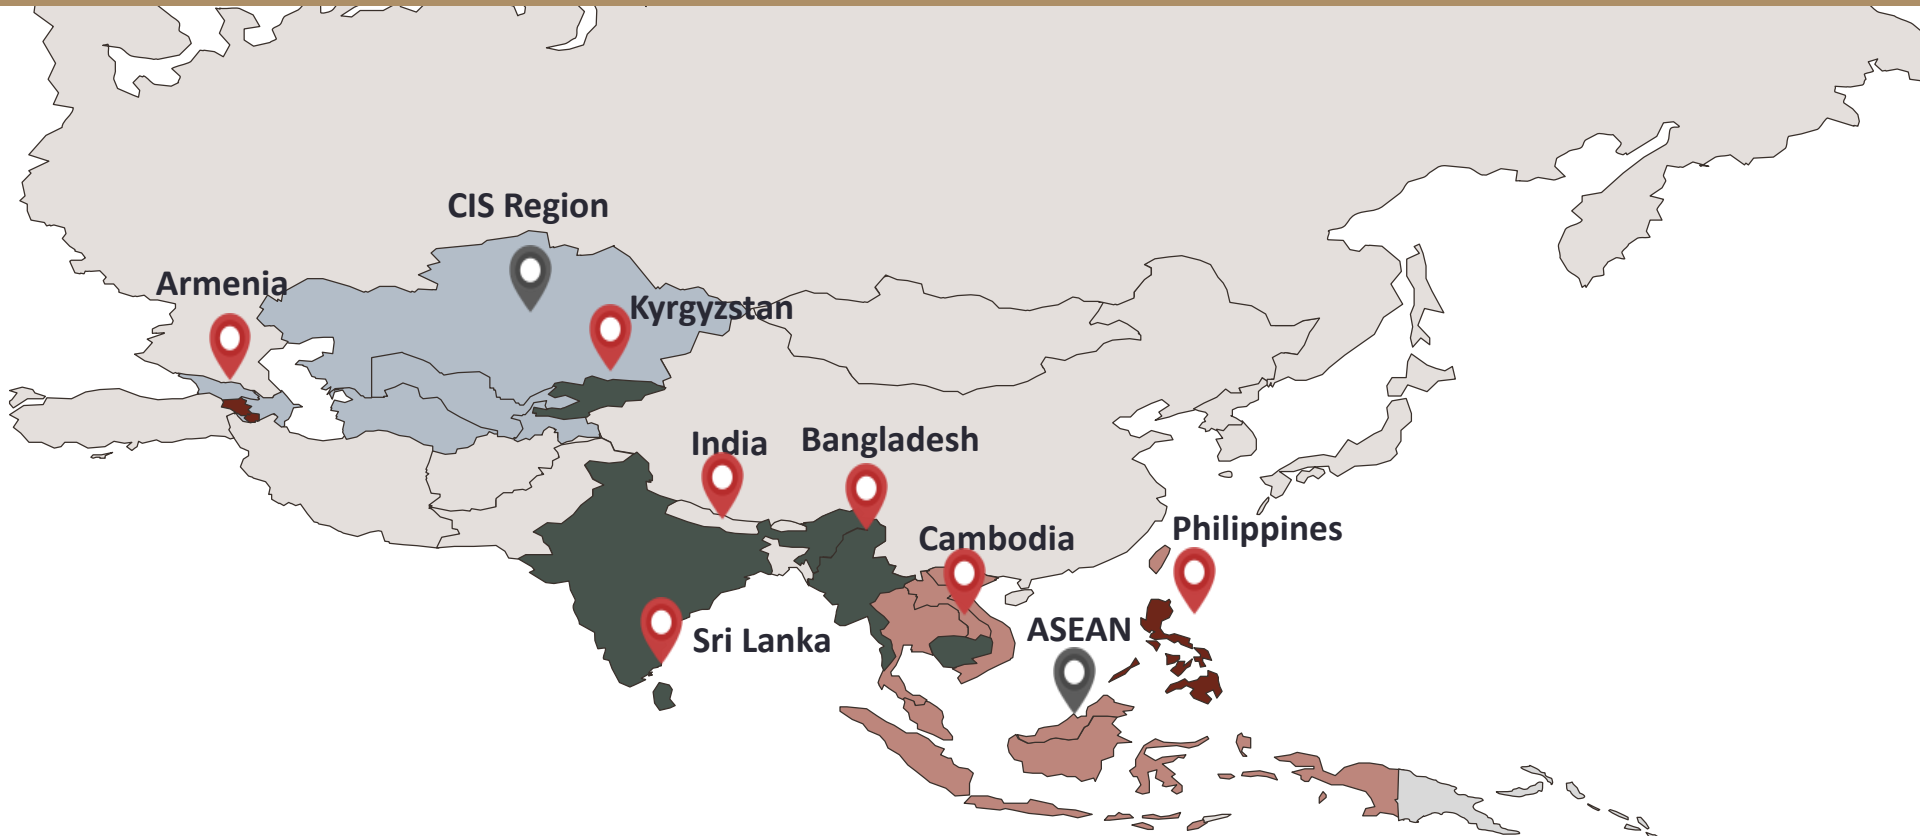 CIS Region
Armenia
Kyrgyzstan
India
Bangladesh
Philippines
Cambodia
ASEAN
Sri Lanka